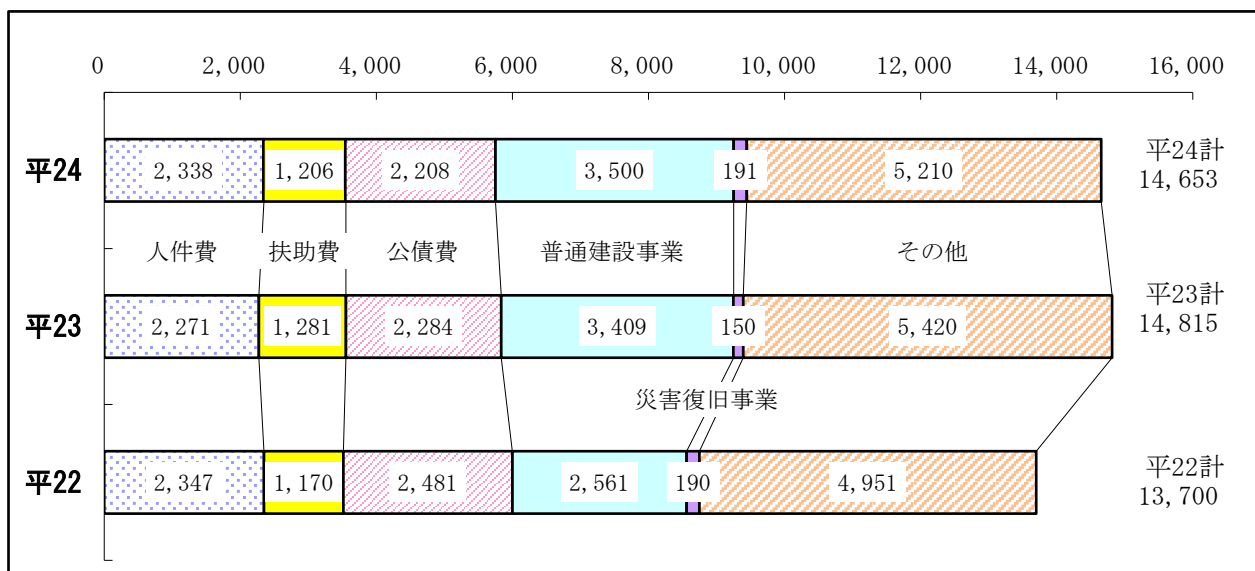 0 2,000 4,000 6,000 8,000 10,000 12,000 14,000 16,000
平24 2,338 1,206 2,208 3,500 191 5,210 平24計
14,653
人件費 扶助費 公債費 普通建設事業 その他
平23 2,271 1,281 2,284 3,409 150 5,420 平23計
14,815
災害復旧事業
平22 2,347 1,170 2,481 2,561 190 4,951 平22計
13,700